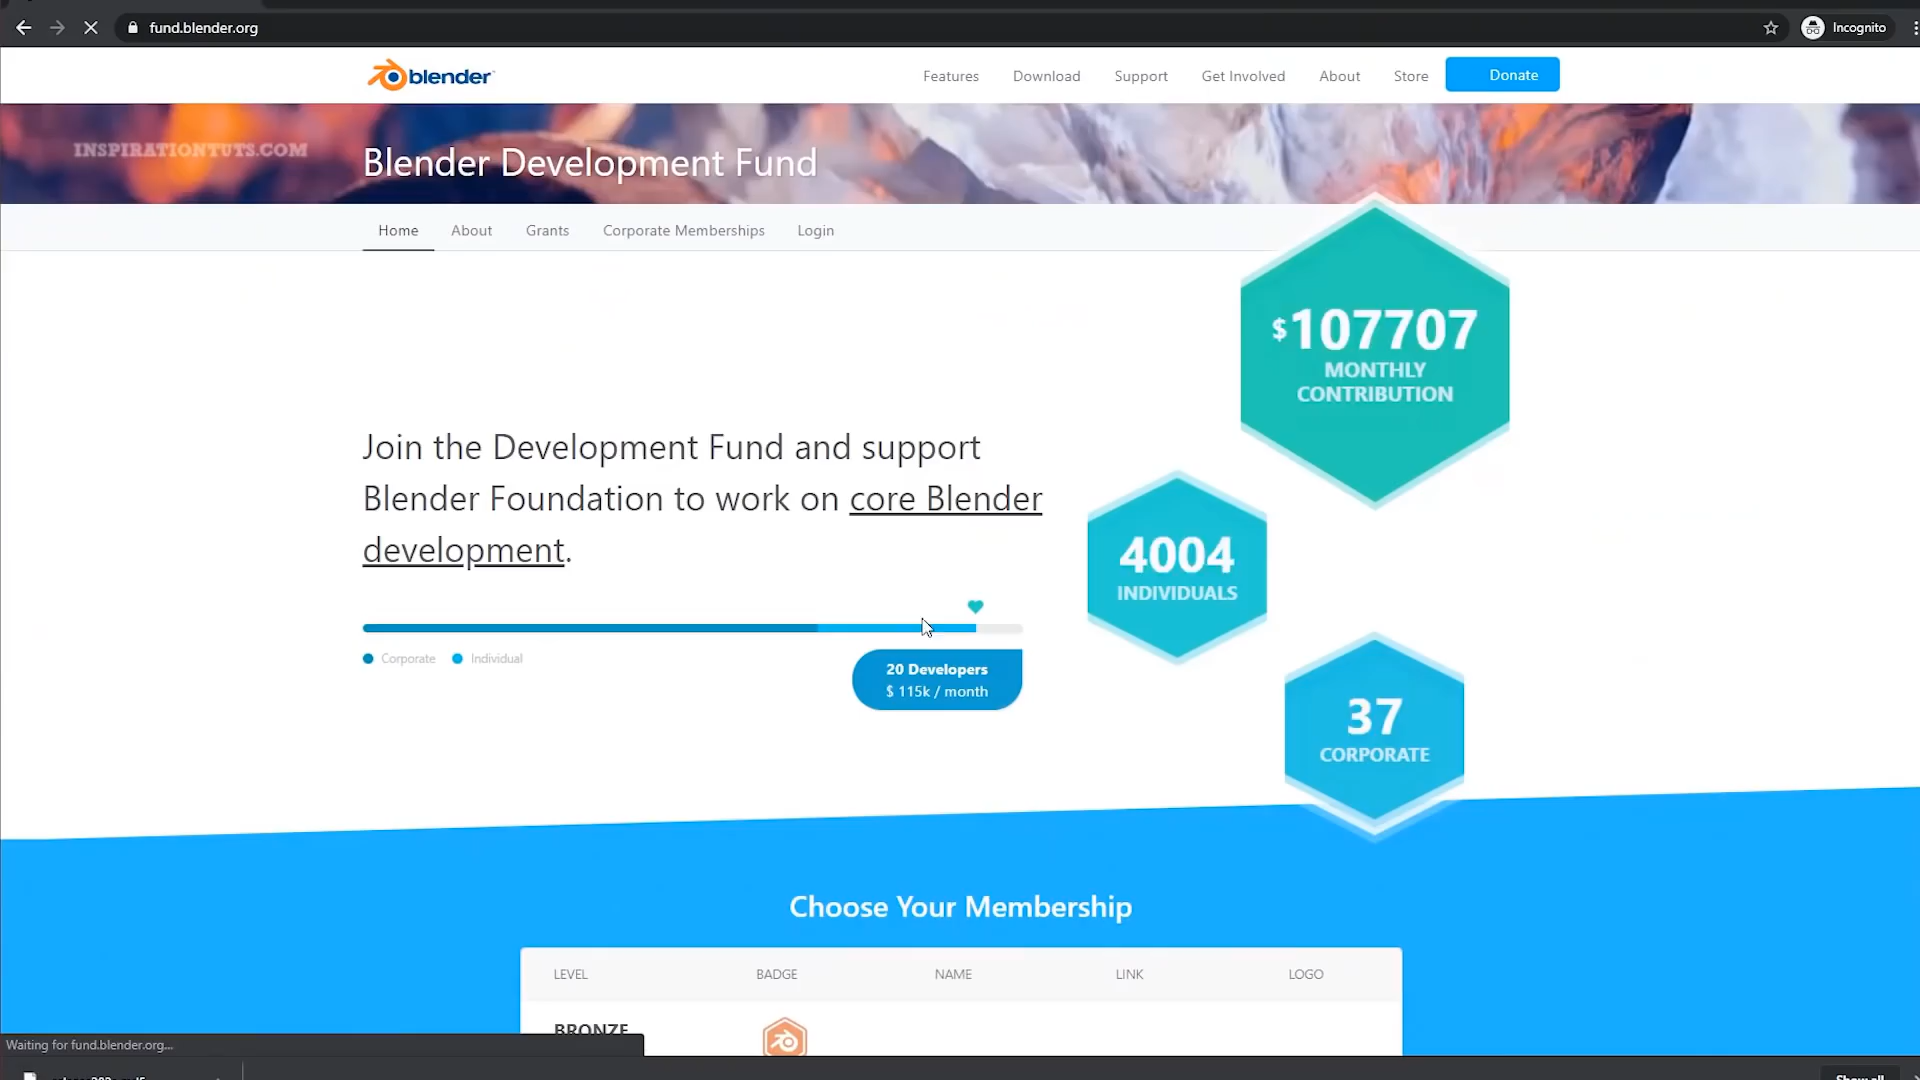 fund.blender.org
Incognito
blender
Features
Download
Support
Get Involved
About
Store
Donate
INSPIRATIONTUTS.COM
Blender Development Fund
Home
About
Grants
Corporate Memberships
Login
$107707
MONTHLY
CONTRIBUTION
Join the Development Fund and support
Blender Foundation to work on core Blender
development.
4004
INDIVIDUALS
Corporate
Individual
20 Developers
$ 115k / month
37
CORPORATE
Choose Your Membership
LEVEL
BADGE
NAME
LINK
LOGO
BRONZE
Waiting for fund.blender.org...
Show all